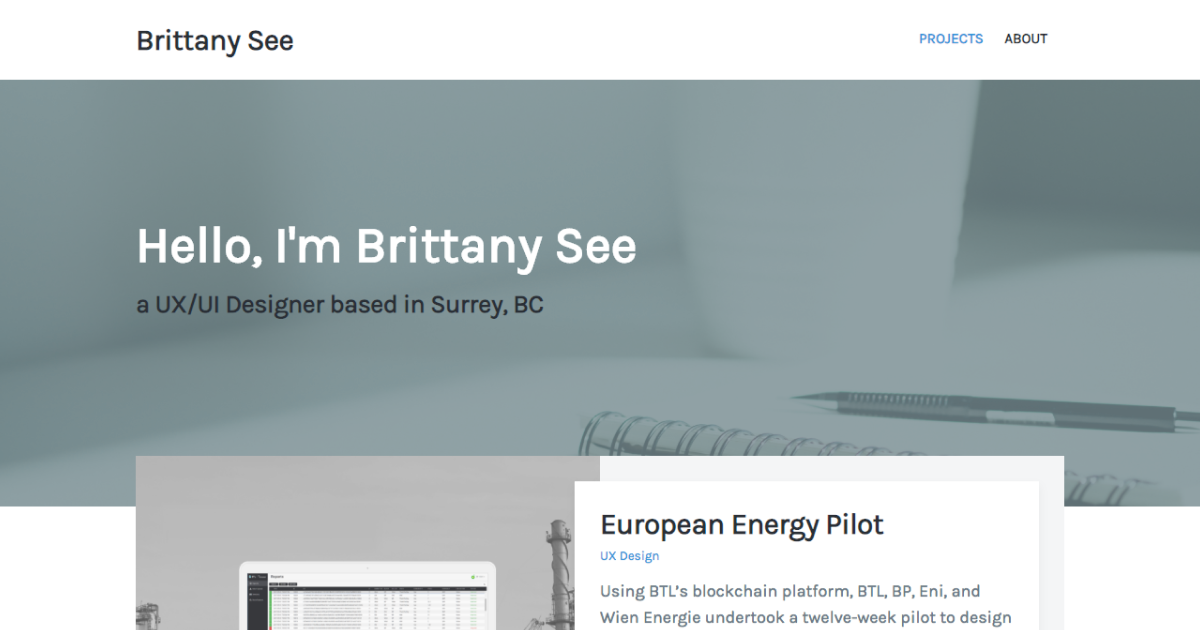 Brittany See
PROJECTS ABOUT
Hello, I'm Brittany See
a UX/UI Designer based in Surrey, BC
European Energy Pilot
UX Design
Using BTL's blockchain platform, BTL, BP, Eni, and
Wien Energie undertook a twelve-week pilot to design